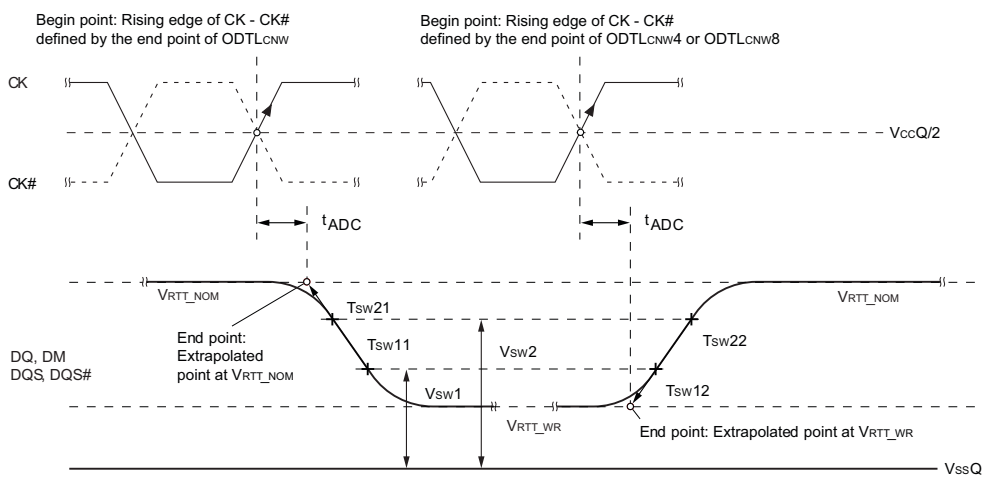 Begin point: Rising edge of CK - CK#
defined by the end point of ODTLCNW
Begin point: Rising edge of CK - CK#
defined by the end point of ODTLCNW4 or ODTLCNW8
CK
VCCQ/2
CK#
tADC
tADC
VRTT_NOM
VRTT_NOM
TSW21
End point:
Extrapolated
point at VRTT_NOM
TSW11
VSW2
TSW22
DQ, DM
DQS, DQS#
VSW1
TSW12
VRTT_WR
End point: Extrapolated point at VRTT_WR
VSSQ